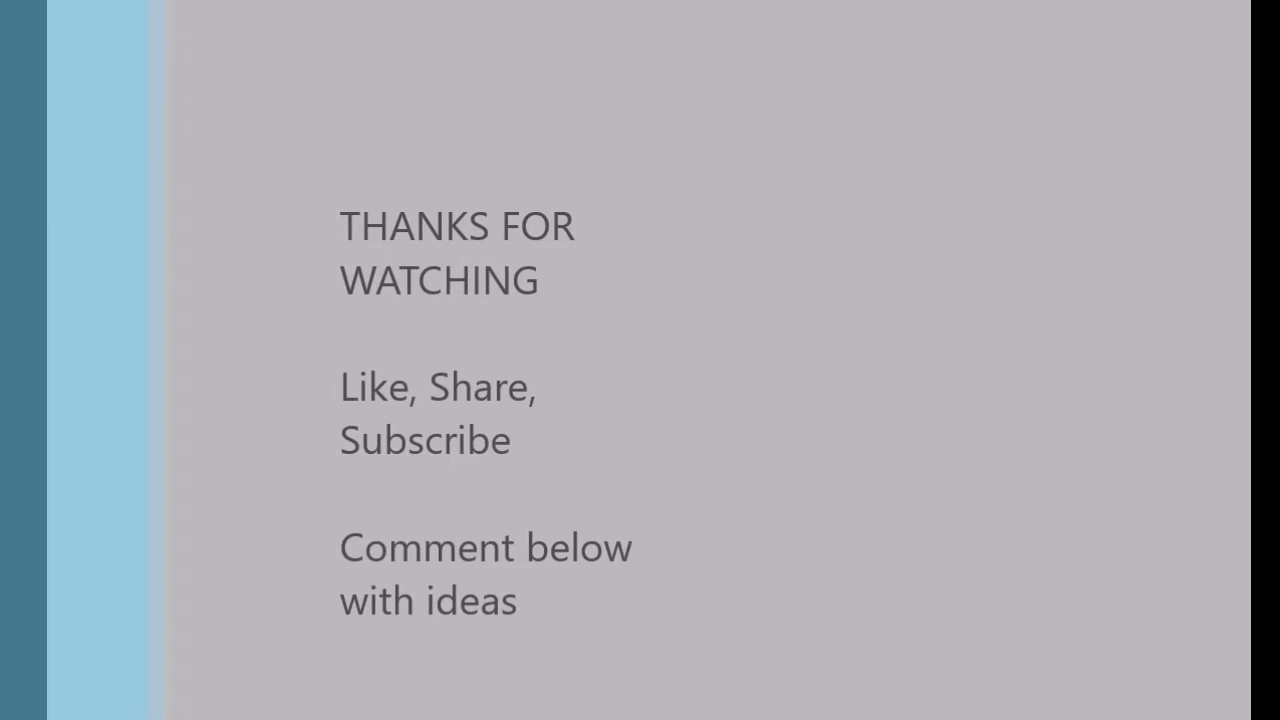 THANKS FOR
WATCHING
Like, Share,
Subscribe
Comment below
with ideas